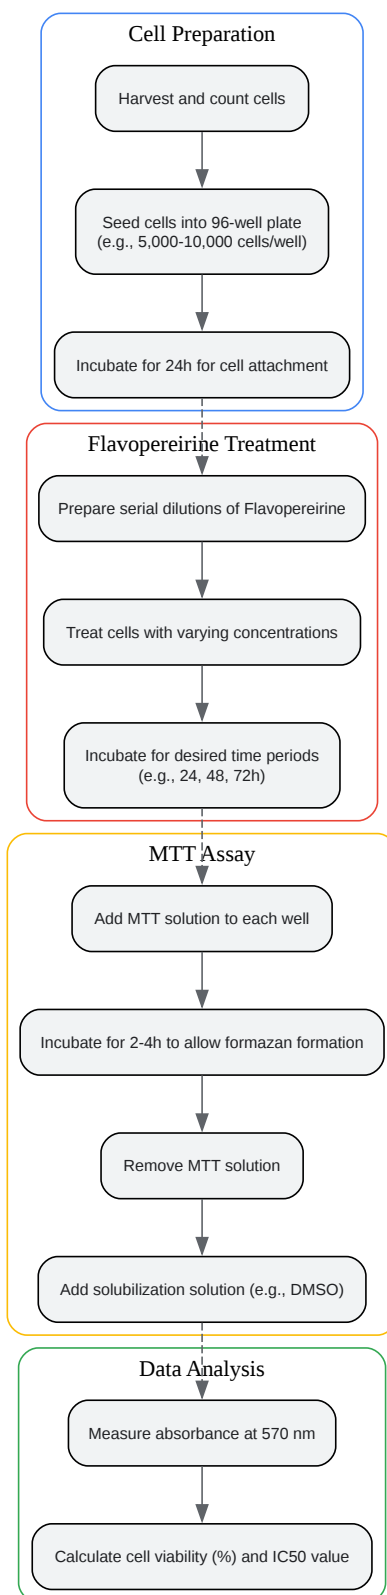 Cell Preparation
Harvest and count cells
Seed cells into 96-well plate
(e.g., 5,000-10,000 cells/well)
Incubate for 24h for cell attachment
Flavopereirine Treatment
Prepare serial dilutions of Flavopereirine
Treat cells with varying concentrations
Incubate for desired time periods
(e.g., 24, 48, 72h)
MTT Assay
Add MTT solution to each well
Incubate for 2-4h to allow formazan formation
Remove MTT solution
Add solubilization solution (e.g., DMSO)
Data Analysis
Measure absorbance at 570 nm
Calculate cell viability (%) and IC50 value